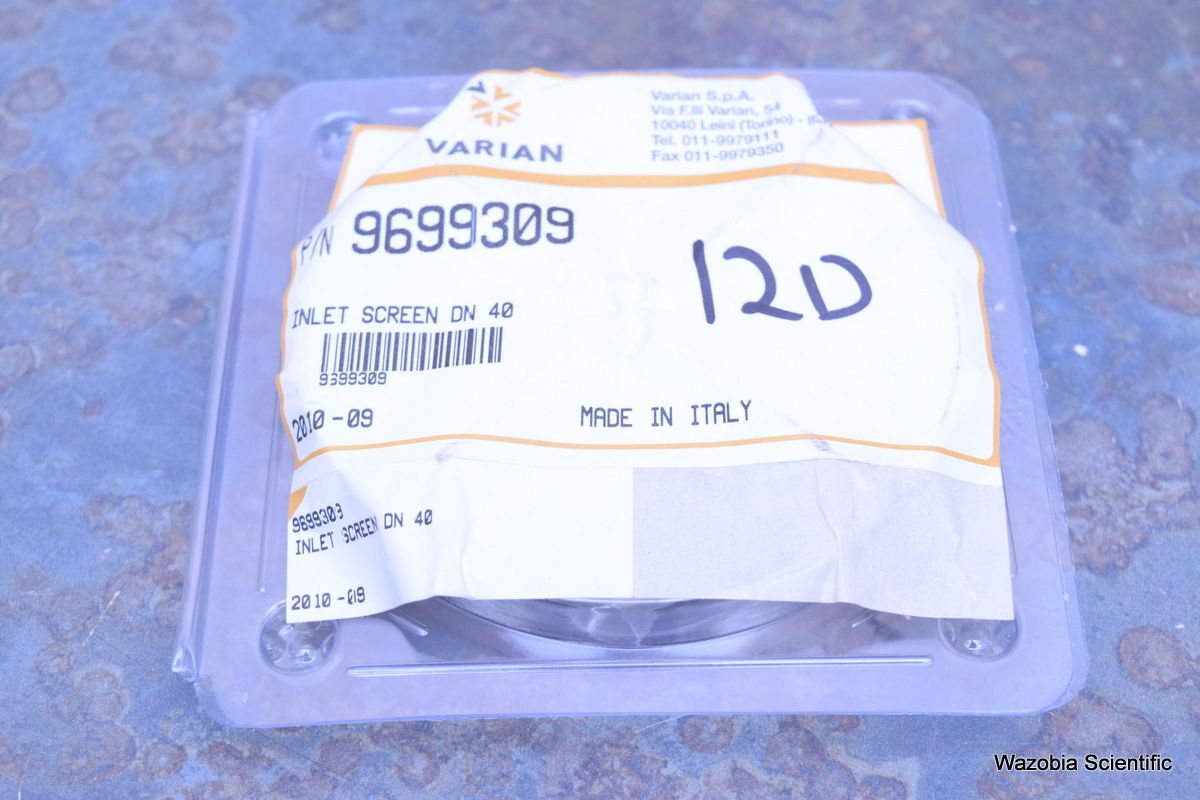 VARIAN
Varian S.p.A.
Via F.lli Varian, 54
10040 Leini (Torino) -
Tel. 011-9979111
Fax 011-9979350
P/N 9699309
12D
INLET SCREEN DN 40
9699309
2010-09
MADE IN ITALY
9699309
INLET SCREEN DN 40
2010-09
Wazobia Scientific